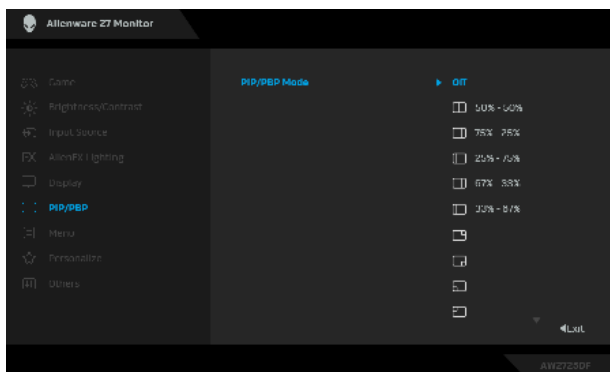 Alienware 27 Monitor
Game
Brightness/Contrast
Input Source
AlienFX Lighting
Display
PIP/PBP
Menu
Personalize
Others
PIP/PBP Mode
Off
50% - 50%
75% - 25%
25% - 75%
67% - 33%
33% - 67%
Exit
AW2725DF